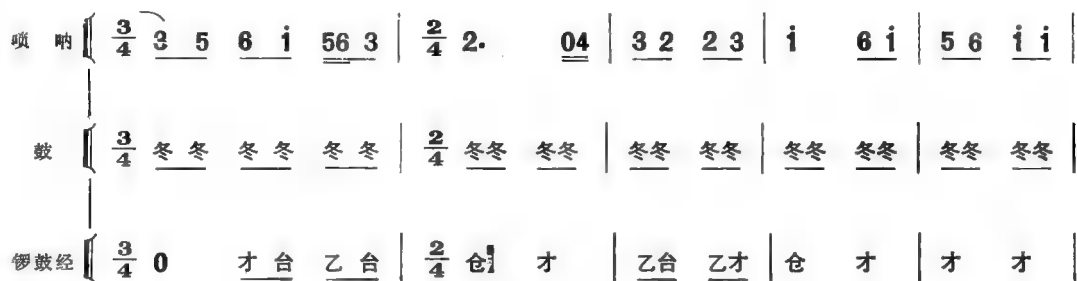 唢呐 3/4 3 5 6 i 56 3 | 2/4 2. 04 | 3 2 2 3 | i 6 i | 5 6 i i |
鼓 3/4 冬 冬 冬 冬 冬 冬 | 2/4 冬冬 冬冬 | 冬冬 冬冬 | 冬冬 冬冬 | 冬冬 冬冬 |
锣鼓经 3/4 0 才 台 乙 台 | 2/4 仓 才 | 乙台 乙才 | 仓 才 | 才 才 |